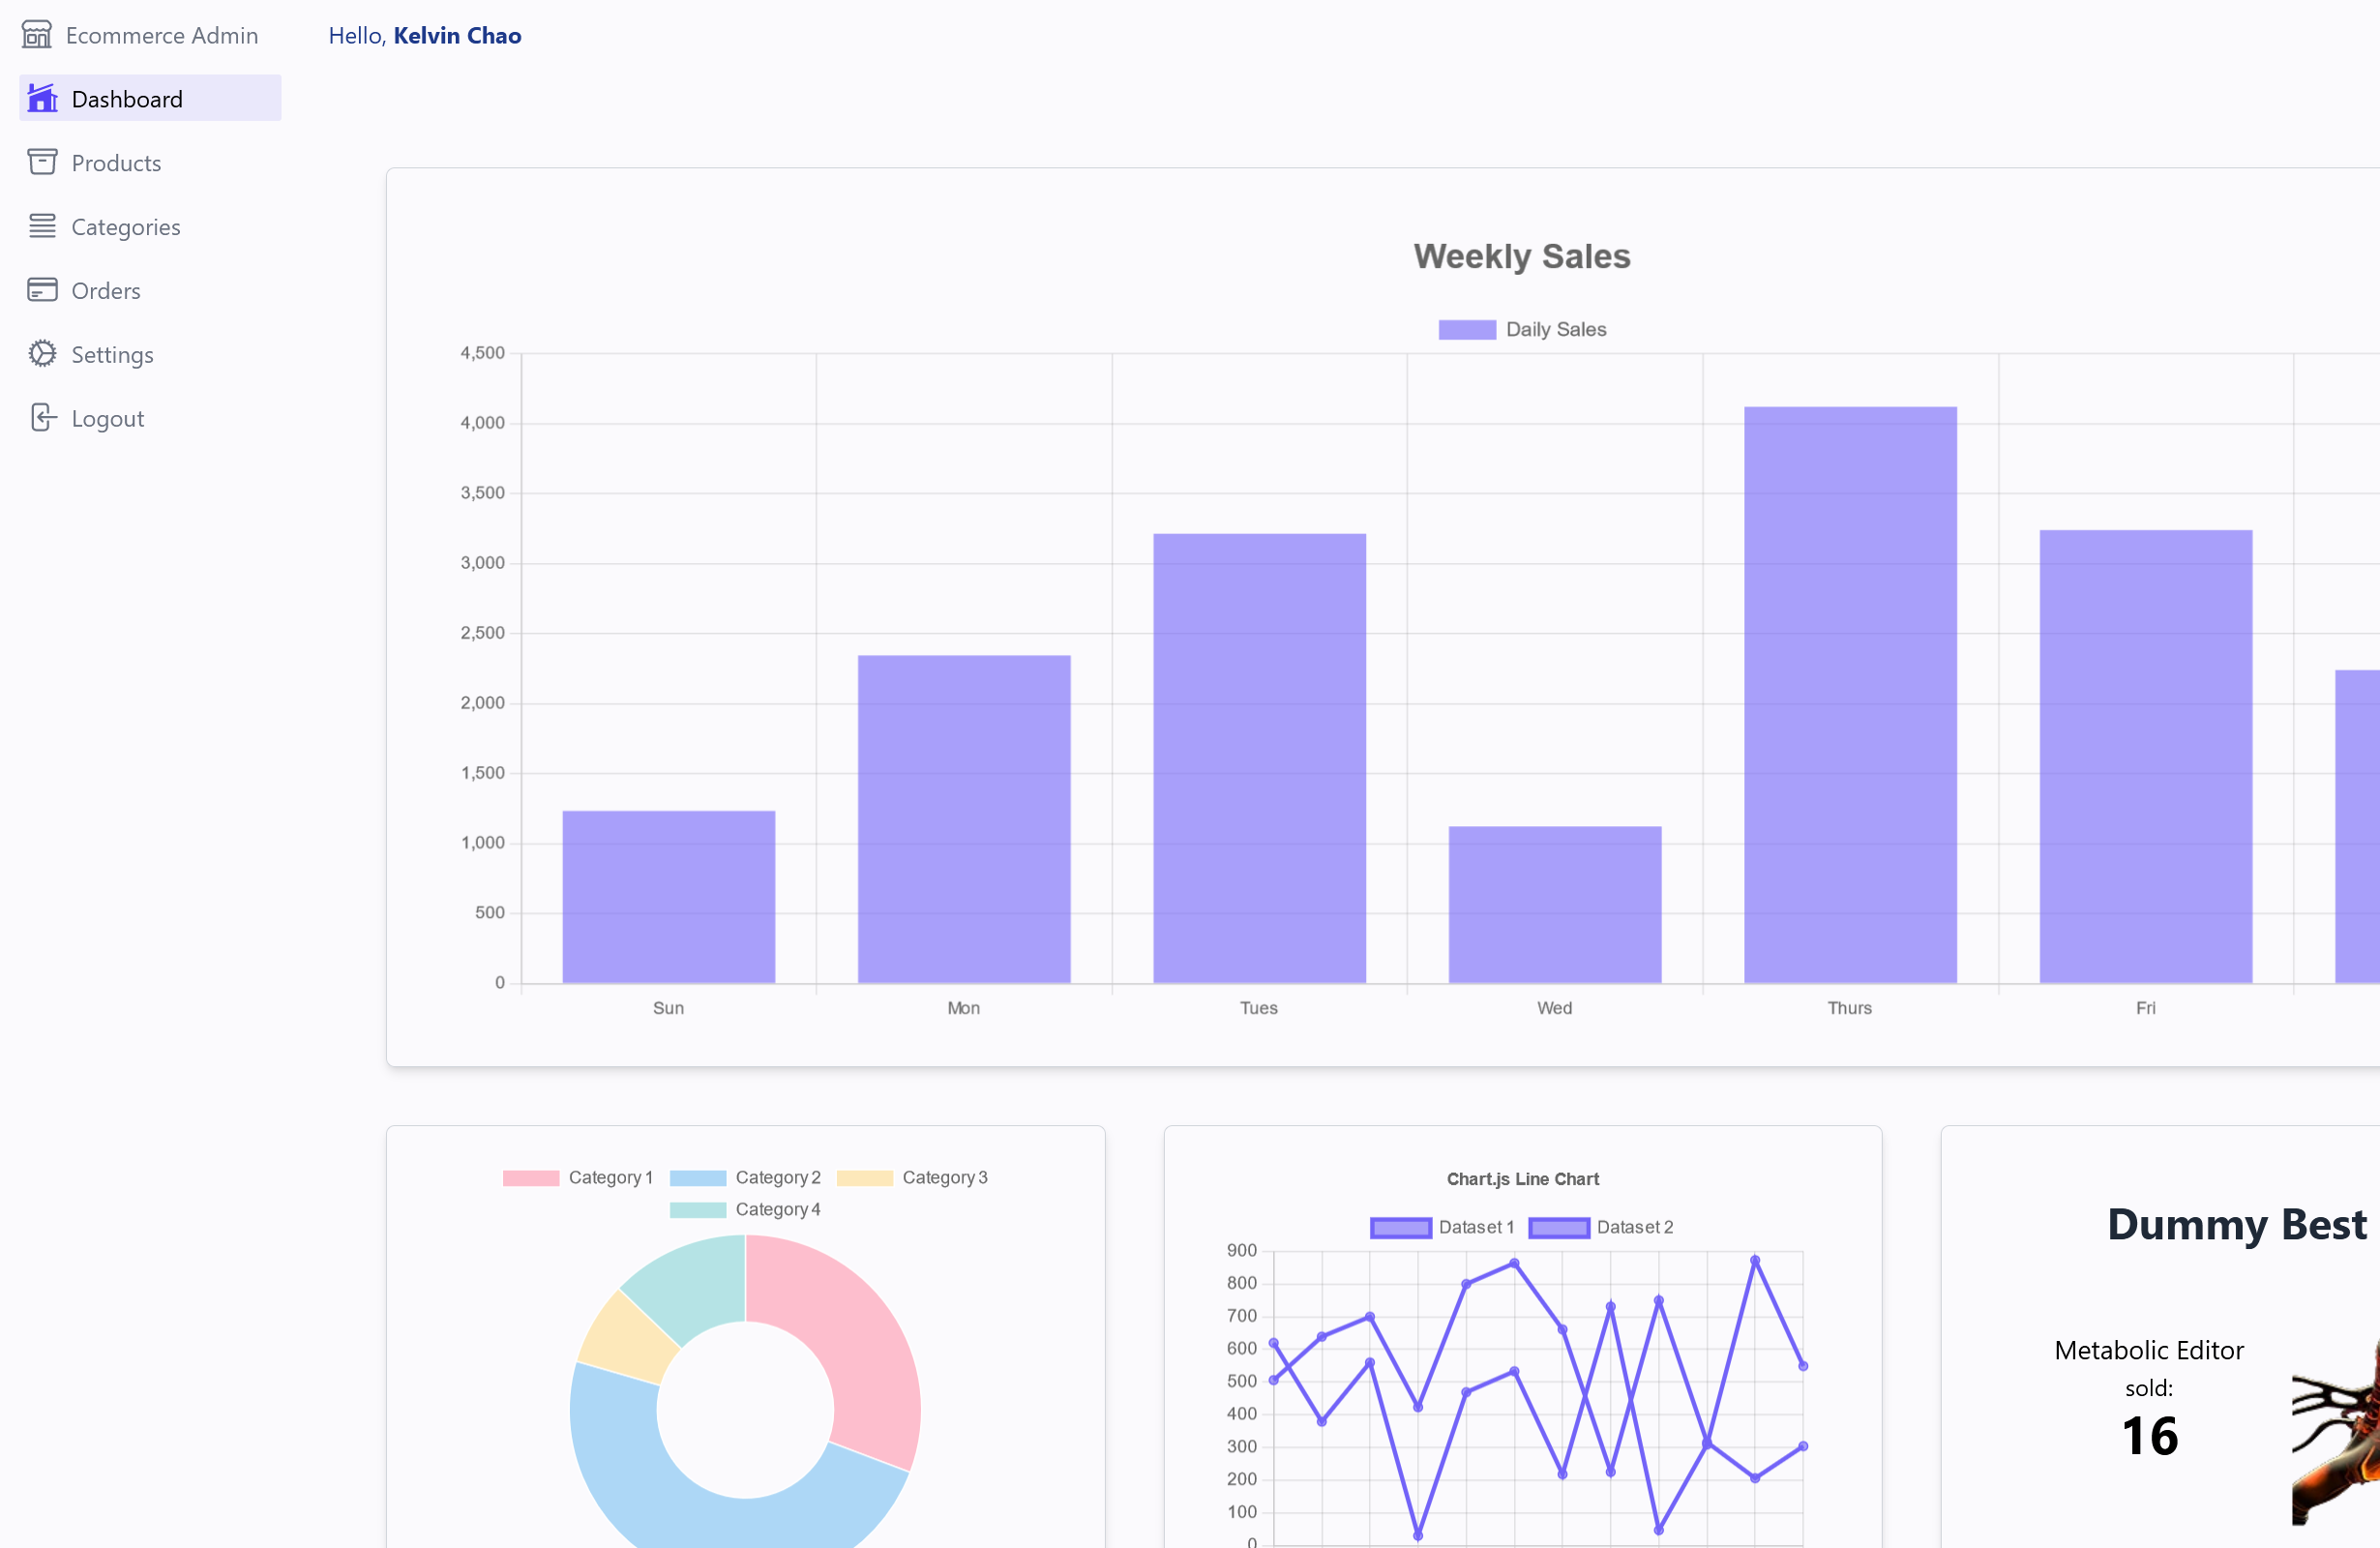 Ecommerce Admin
Hello, Kelvin Chao
Dashboard
Products
Categories
Orders
Settings
Logout
Weekly Sales
Daily Sales
4,500
4,000
3,500
3,000
2,500
2,000
1,500
1,000
500
0
Sun Mon Tues Wed Thurs Fri
Category 1 Category 2 Category 3
Category 4
Chart.js Line Chart
Dataset 1 Dataset 2
900
800
700
600
500
400
300
200
100
0
Dummy Best
Metabolic Editor
sold:
16